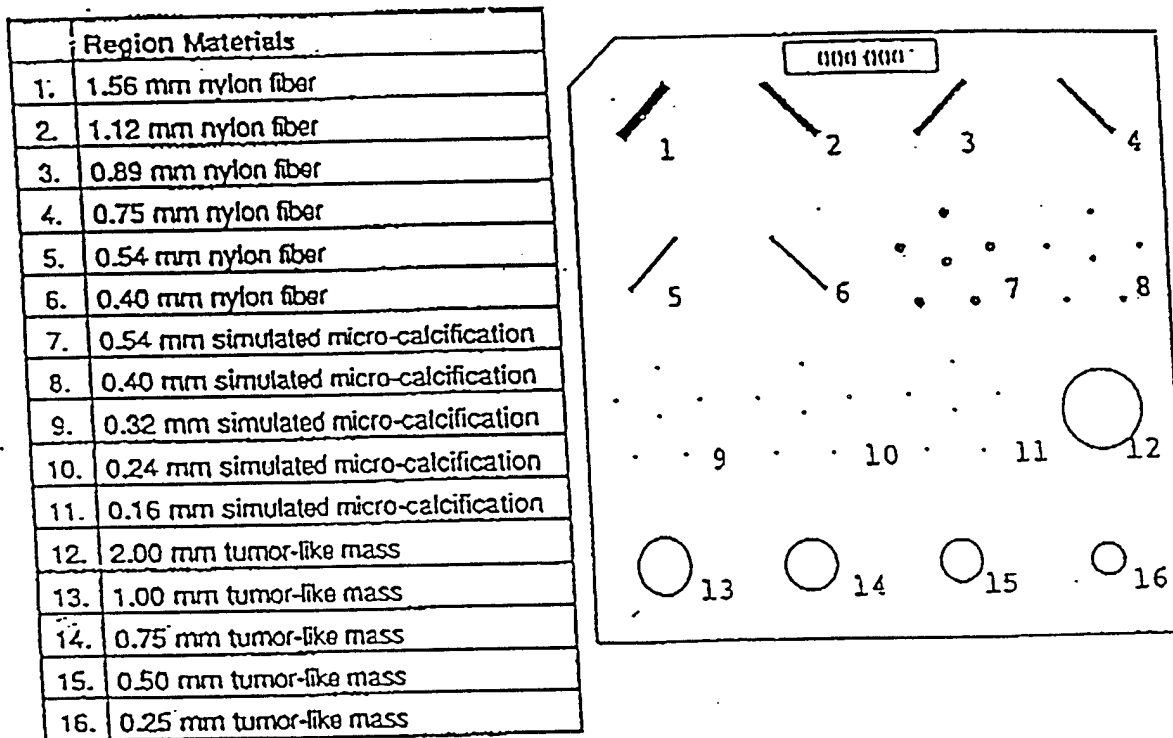 Region Materials
1. 1.56 mm nylon fiber
2. 1.12 mm nylon fiber
3. 0.89 mm nylon fiber
4. 0.75 mm nylon fiber
5. 0.54 mm nylon fiber
6. 0.40 mm nylon fiber
7. 0.54 mm simulated micro-calcification
8. 0.40 mm simulated micro-calcification
9. 0.32 mm simulated micro-calcification
10. 0.24 mm simulated micro-calcification
11. 0.16 mm simulated micro-calcification
12. 2.00 mm tumor-like mass
13. 1.00 mm tumor-like mass
14. 0.75 mm tumor-like mass
15. 0.50 mm tumor-like mass
16. 0.25 mm tumor-like mass
1 2 3 4
5 6 7 8
9 10 11 12
13 14 15 16